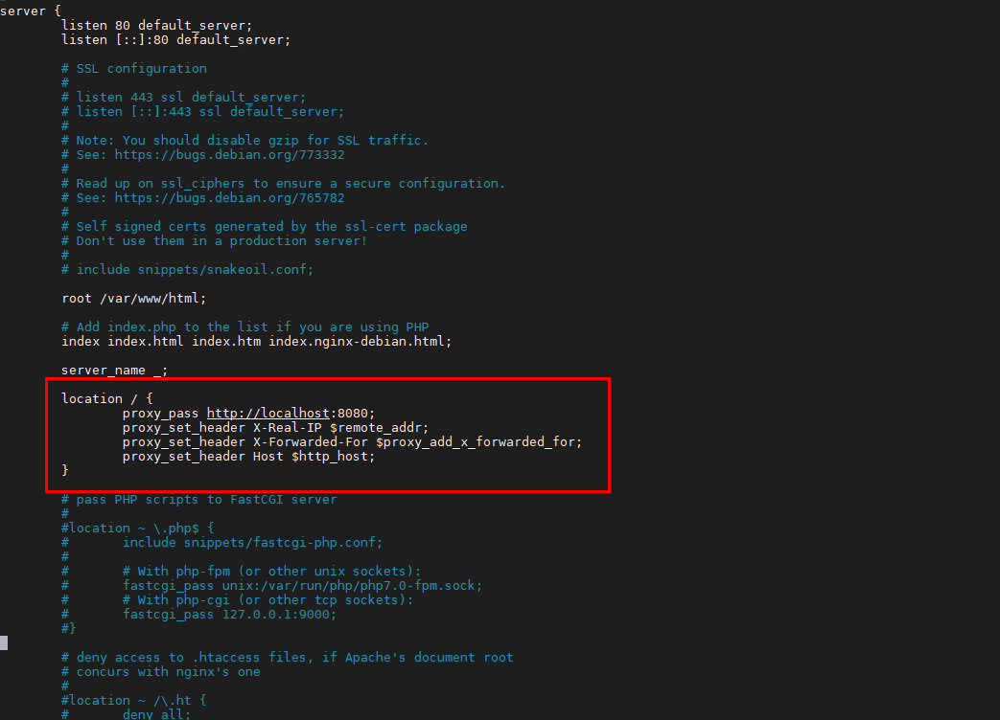 server {
        listen 80 default_server;
        listen [::]:80 default_server;
        # SSL configuration
        #
        # listen 443 ssl default_server;
        # listen [::]:443 ssl default_server;
        #
        # Note: You should disable gzip for SSL traffic.
        # See: https://bugs.debian.org/773332
        #
        # Read up on ssl_ciphers to ensure a secure configuration.
        # See: https://bugs.debian.org/765782
        #
        # Self signed certs generated by the ssl-cert package
        # Don't use them in a production server!
        #
        # include snippets/snakeoil.conf;
        root /var/www/html;
        # Add index.php to the list if you are using PHP
        index index.html index.htm index.nginx-debian.html;
        server_name _;
        location / {
                proxy_pass http://localhost:8080;
                proxy_set_header X-Real-IP $remote_addr;
                proxy_set_header X-Forwarded-For $proxy_add_x_forwarded_for;
                proxy_set_header Host $http_host;
        }
        # pass PHP scripts to FastCGI server
        #
        #location ~ \.php$ {
        #       include snippets/fastcgi-php.conf;
        #
        #       # With php-fpm (or other unix sockets):
        #       fastcgi_pass unix:/var/run/php/php7.0-fpm.sock;
        #       # With php-cgi (or other tcp sockets):
        #       fastcgi_pass 127.0.0.1:9000;
        #}
        # deny access to .htaccess files, if Apache's document root
        # concurs with nginx's one
        #
        #location ~ /\.ht {
        #       deny all;